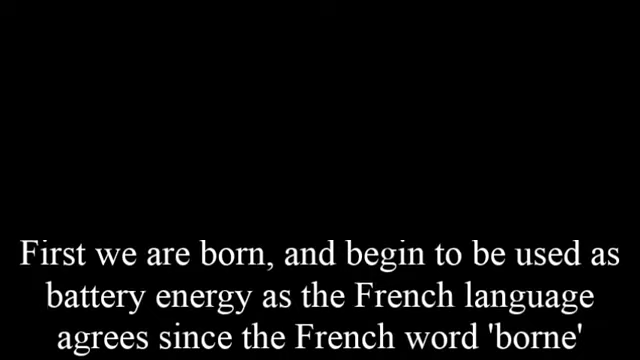 First we are born, and begin to be used as
battery energy as the French language
agrees since the French word 'borne'